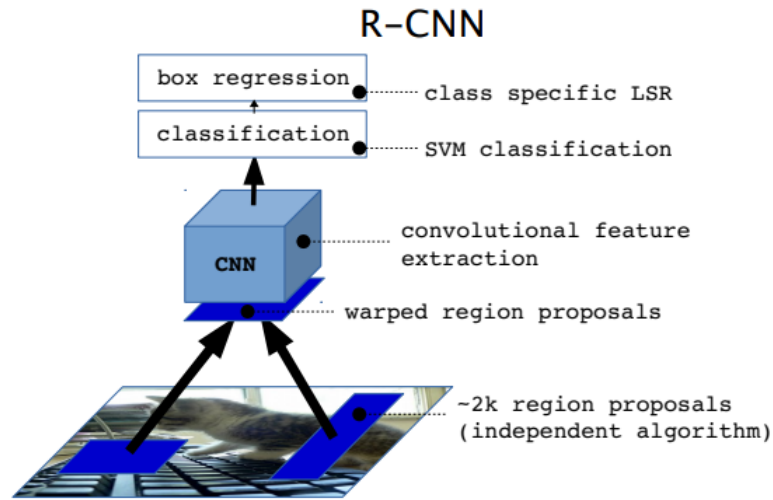 R-CNN
box regression
class specific LSR
classification
SVM classification
convolutional feature
extraction
CNN
warped region proposals
~2k region proposals
(independent algorithm)